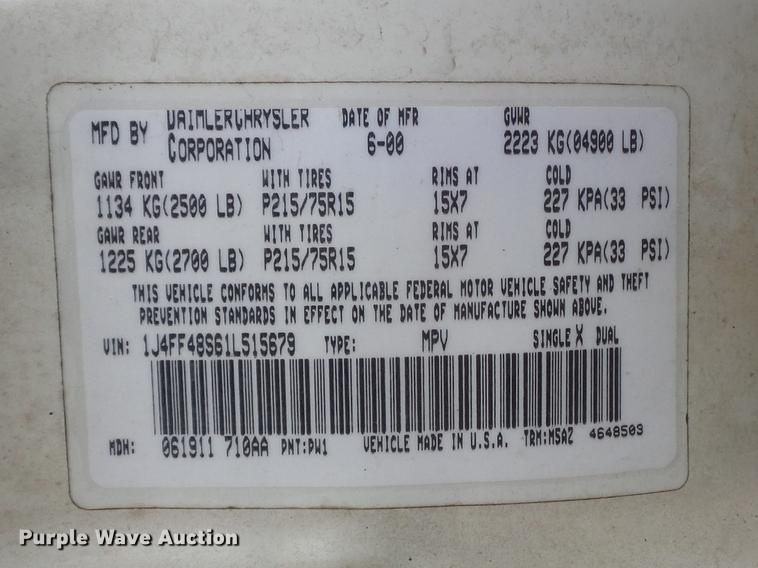 MFD BY DAIMLERCHRYSLER CORPORATION DATE OF MFR 6-00 GVWR 2223 KG(04900 LB)
GAWR FRONT WITH TIRES RIMS AT COLD
1134 KG(2500 LB) P215/75R15 15X7 227 KPA(33 PSI)
GAWR REAR WITH TIRES RIMS AT COLD
1225 KG(2700 LB) P215/75R15 15X7 227 KPA(33 PSI)
THIS VEHICLE CONFORMS TO ALL APPLICABLE FEDERAL MOTOR VEHICLE SAFETY AND THEFT
PREVENTION STANDARDS IN EFFECT ON THE DATE OF MANUFACTURE SHOWN ABOVE.
VIN: 1J4FF48S61L515679 TYPE: MPV SINGLE X DUAL
MDH: 061911 710AA PNT:PW1 VEHICLE MADE IN U.S.A. TRM:M5AZ 4648503
Purple Wave Auction